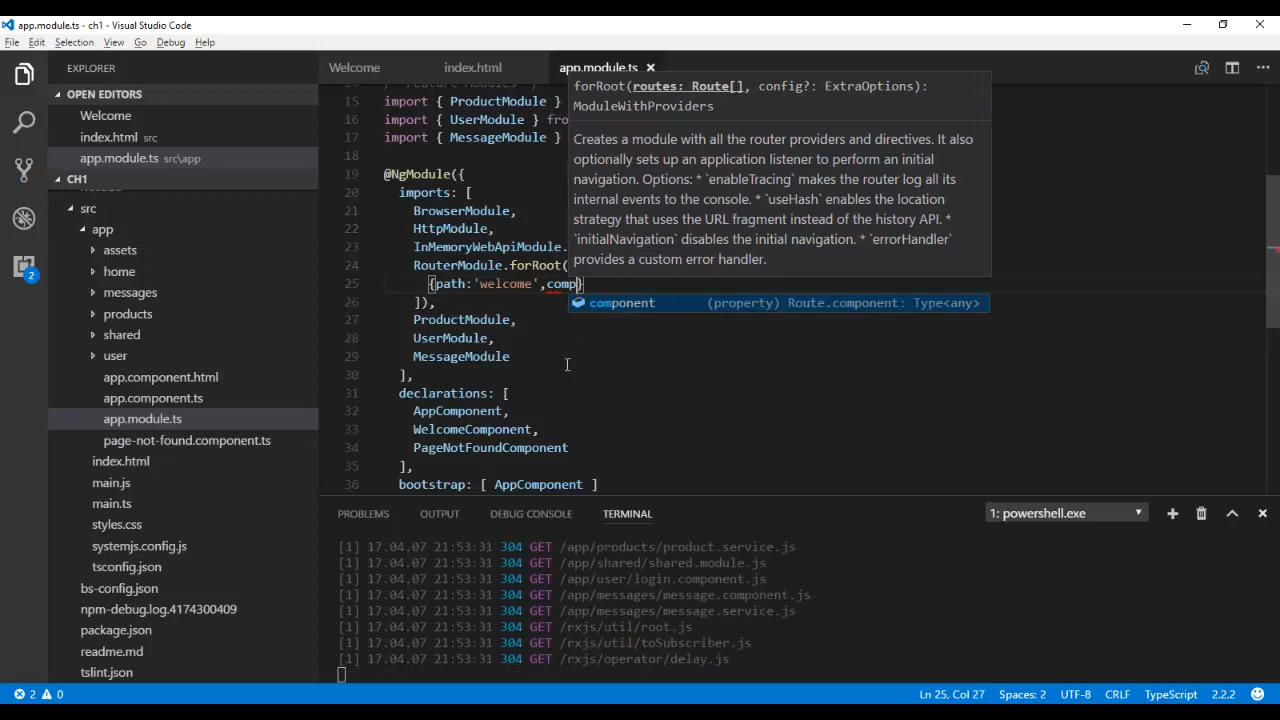 app.module.ts - ch1 - Visual Studio Code
File Edit Selection View Go Debug Help
EXPLORER
Welcome index.html app.module.ts
OPEN EDITORS
Welcome
index.html src
app.module.ts src\app
CH1
src
app
assets
home
messages
products
shared
user
app.component.html
app.component.ts
app.module.ts
page-not-found.component.ts
index.html
main.js
main.ts
styles.css
systemjs.config.js
tsconfig.json
bs-config.json
npm-debug.log.4174300409
package.json
readme.md
tslint.json
2
15 import { ProductModule }
16 import { UserModule } fro
17 import { MessageModule }
18
19 @NgModule({
20 imports: [
21 BrowserModule,
22 HttpModule,
23 InMemoryWebApiModule.
24 RouterModule.forRoot(
25 {path:'welcome',comp}
26 ]),
27 ProductModule,
28 UserModule,
29 MessageModule
30 ],
31 declarations: [
32 AppComponent,
33 WelcomeComponent,
34 PageNotFoundComponent
35 ],
36 bootstrap: [ AppComponent ]
forRoot(routes: Route[], config?: ExtraOptions):
ModuleWithProviders
Creates a module with all the router providers and directives. It also
optionally sets up an application listener to perform an initial
navigation. Options: * `enableTracing` makes the router log all its
internal events to the console. * `useHash` enables the location
strategy that uses the URL fragment instead of the history API. *
`initialNavigation` disables the initial navigation. * `errorHandler`
provides a custom error handler.
component (property) Route.component: Type<any>
PROBLEMS OUTPUT DEBUG CONSOLE TERMINAL 1: powershell.exe
[1] 17.04.07 21:53:31 304 GET /app/products/product.service.js
[1] 17.04.07 21:53:31 304 GET /app/shared/shared.module.js
[1] 17.04.07 21:53:31 304 GET /app/user/login.component.js
[1] 17.04.07 21:53:31 304 GET /app/messages/message.component.js
[1] 17.04.07 21:53:31 304 GET /app/messages/message.service.js
[1] 17.04.07 21:53:31 304 GET /rxjs/util/root.js
[1] 17.04.07 21:53:31 304 GET /rxjs/util/toSubscriber.js
[1] 17.04.07 21:53:31 304 GET /rxjs/operator/delay.js
2 0 Ln 25, Col 27 Spaces: 2 UTF-8 CRLF TypeScript 2.2.2